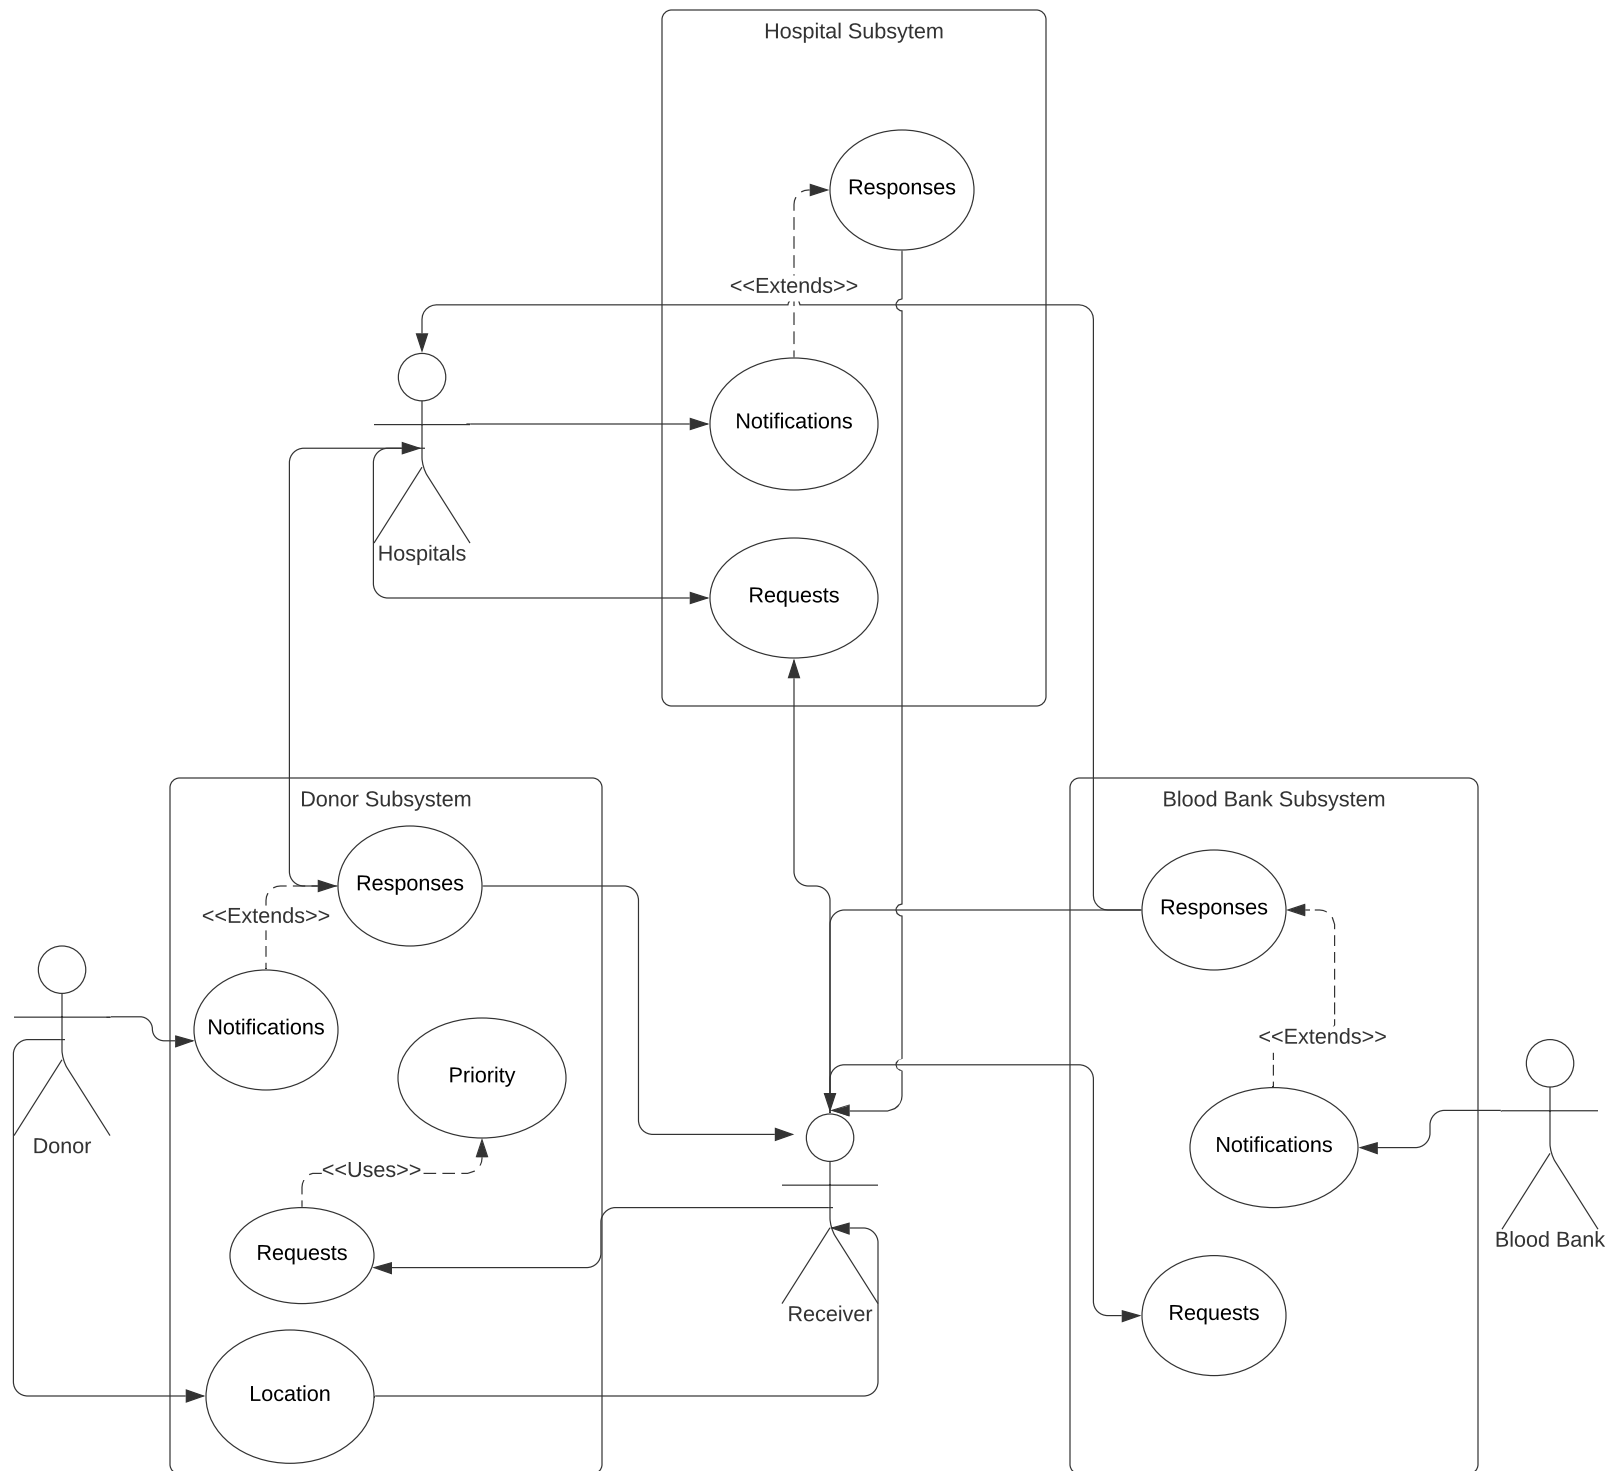 Hospital Subsytem
Responses
<<Extends>>
Notifications
Hospitals
Requests
Donor Subsystem
Responses
<<Extends>>
Notifications
Donor
Priority
<<Uses>>
Requests
Location
Receiver
Blood Bank Subsystem
Responses
<<Extends>>
Notifications
Blood Bank
Requests